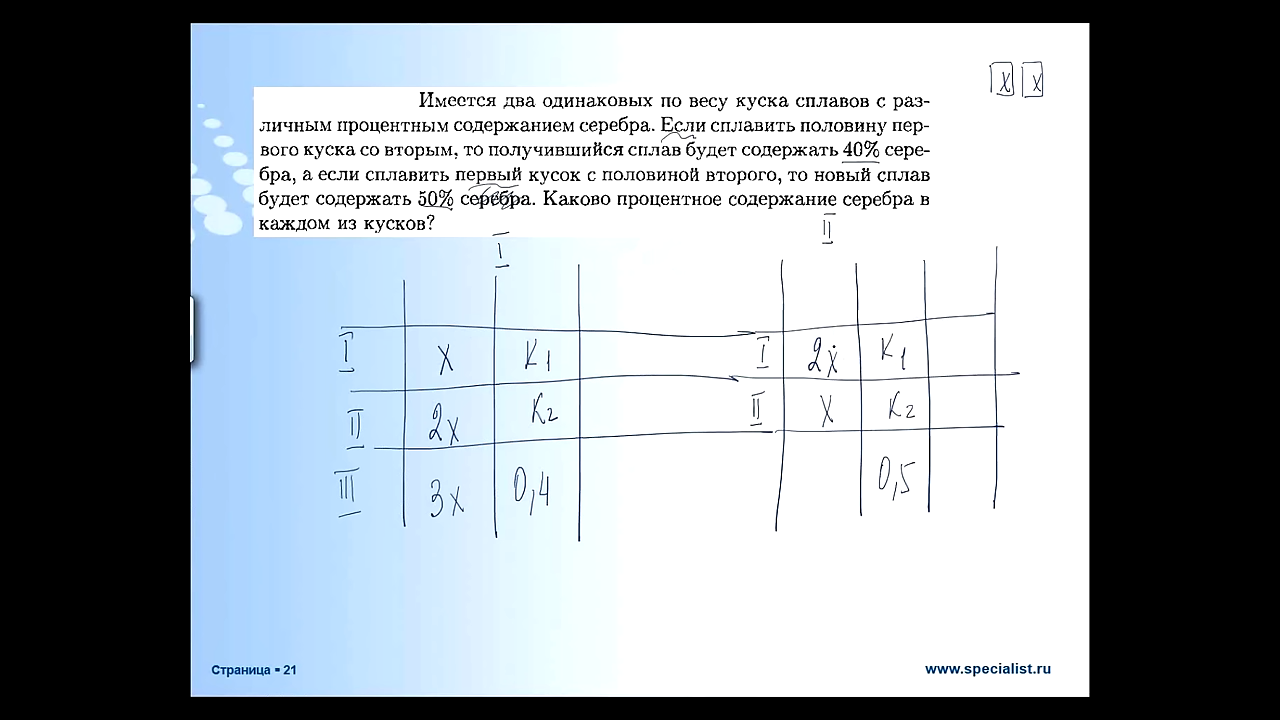 X X
Имеется два одинаковых по весу куска сплавов с раз-
личным процентным содержанием серебра. Если сплавить половину пер-
вого куска со вторым, то получившийся сплав будет содержать 40% сере-
бра, а если сплавить первый кусок с половиной второго, то новый сплав
будет содержать 50% серебра. Каково процентное содержание серебра в
каждом из кусков?
I II
I X K1 I 2X K1
II 2X K2 II X K2
III 3X 0,4 0,5
Страница ▪ 21
www.specialist.ru